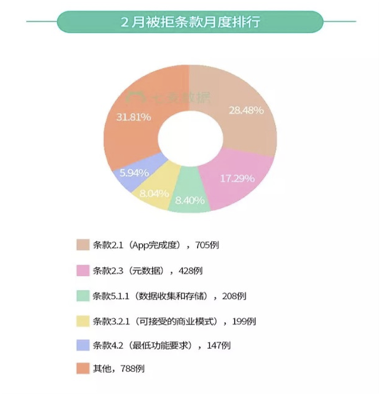 2月被拒条款月度排行
28.48%
31.81%
17.29%
5.94%
8.04%
8.40%
条款2.1（App完成度），705例
条款2.3（元数据），428例
条款5.1.1（数据收集和存储），208例
条款3.2.1（可接受的商业模式），199例
条款4.2（最低功能要求），147例
其他，788例